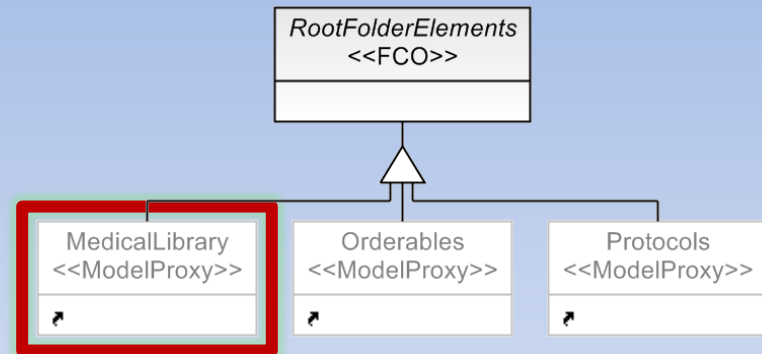 RootFolderElements
<<FCO>>
MedicalLibrary
<<ModelProxy>>
Orderables
<<ModelProxy>>
Protocols
<<ModelProxy>>